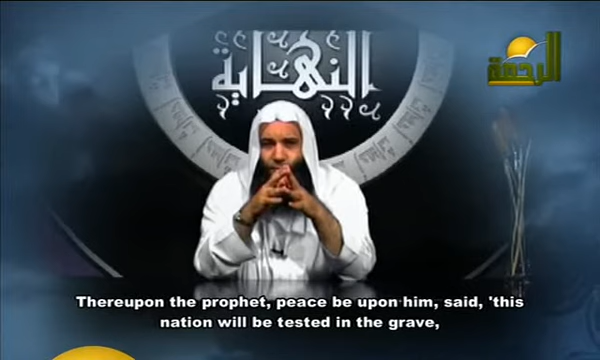 النهاية
الرحمة
Thereupon the prophet, peace be upon him, said, 'this
nation will be tested in the grave,